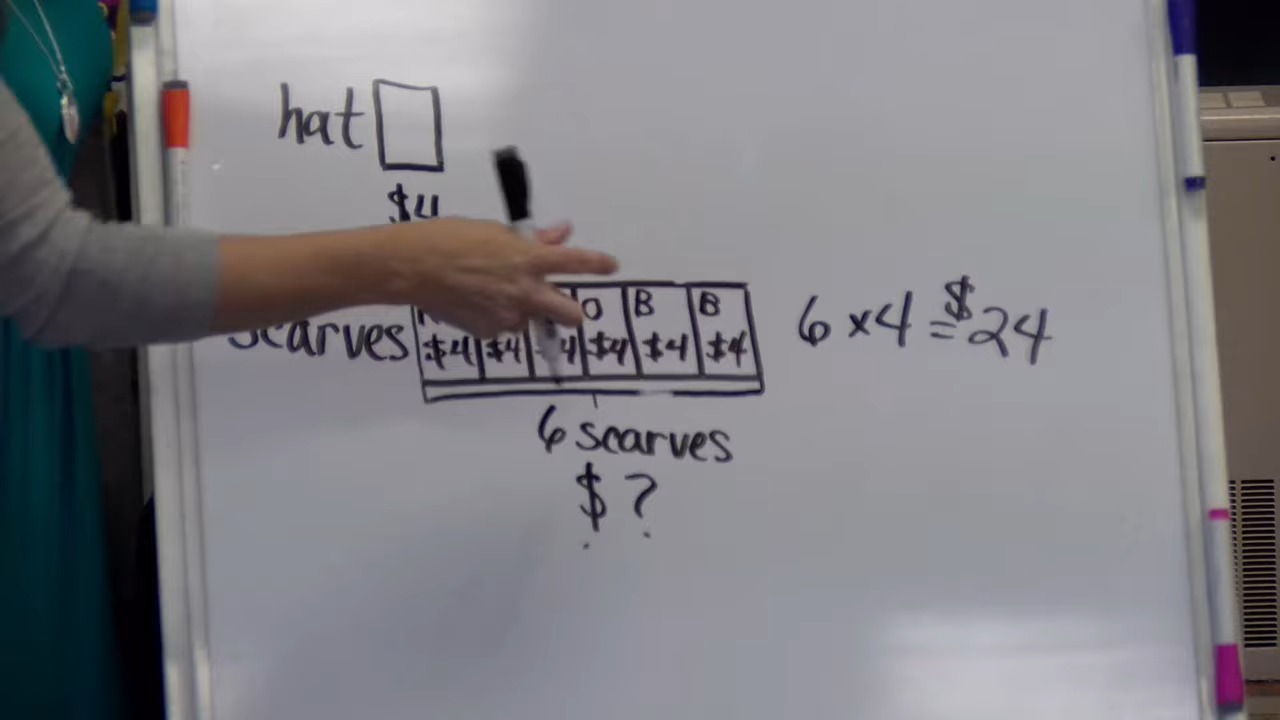 hat
$4
O B B
scarves $4 $4 4 $4 $4 $4
6 x 4 = $24
6 scarves
$ ?